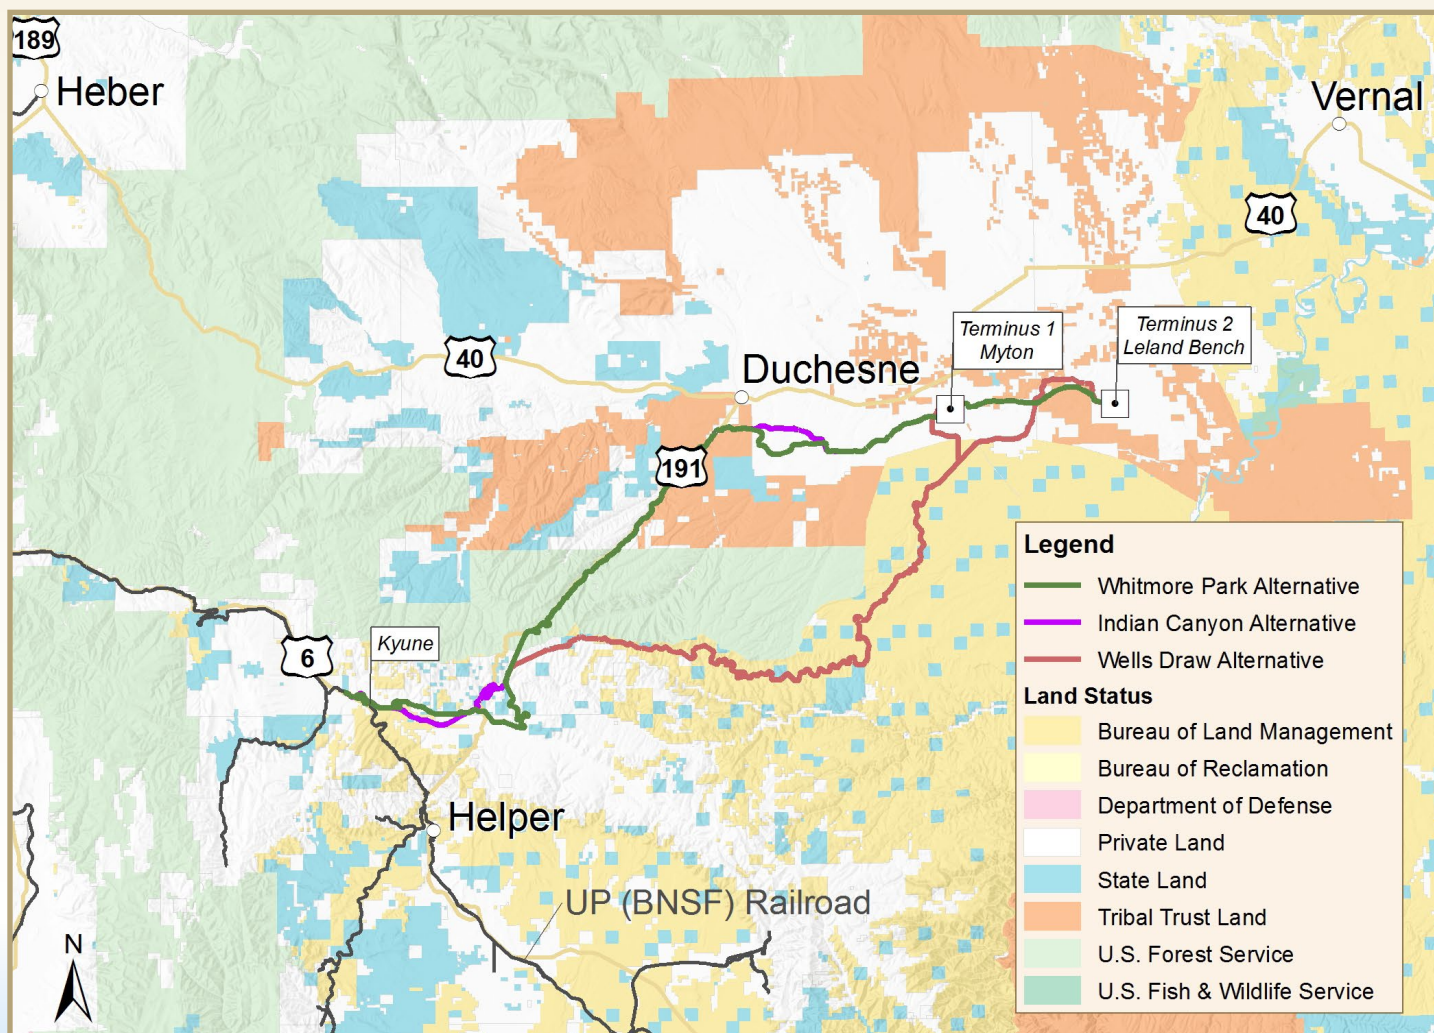 189
Heber
Vernal
40
Terminus 1
Myton
Terminus 2
Leland Bench
40
Duchesne
191
Kyune
6
Helper
UP (BNSF) Railroad
N
Legend
Whitmore Park Alternative
Indian Canyon Alternative
Wells Draw Alternative
Land Status
Bureau of Land Management
Bureau of Reclamation
Department of Defense
Private Land
State Land
Tribal Trust Land
U.S. Forest Service
U.S. Fish & Wildlife Service